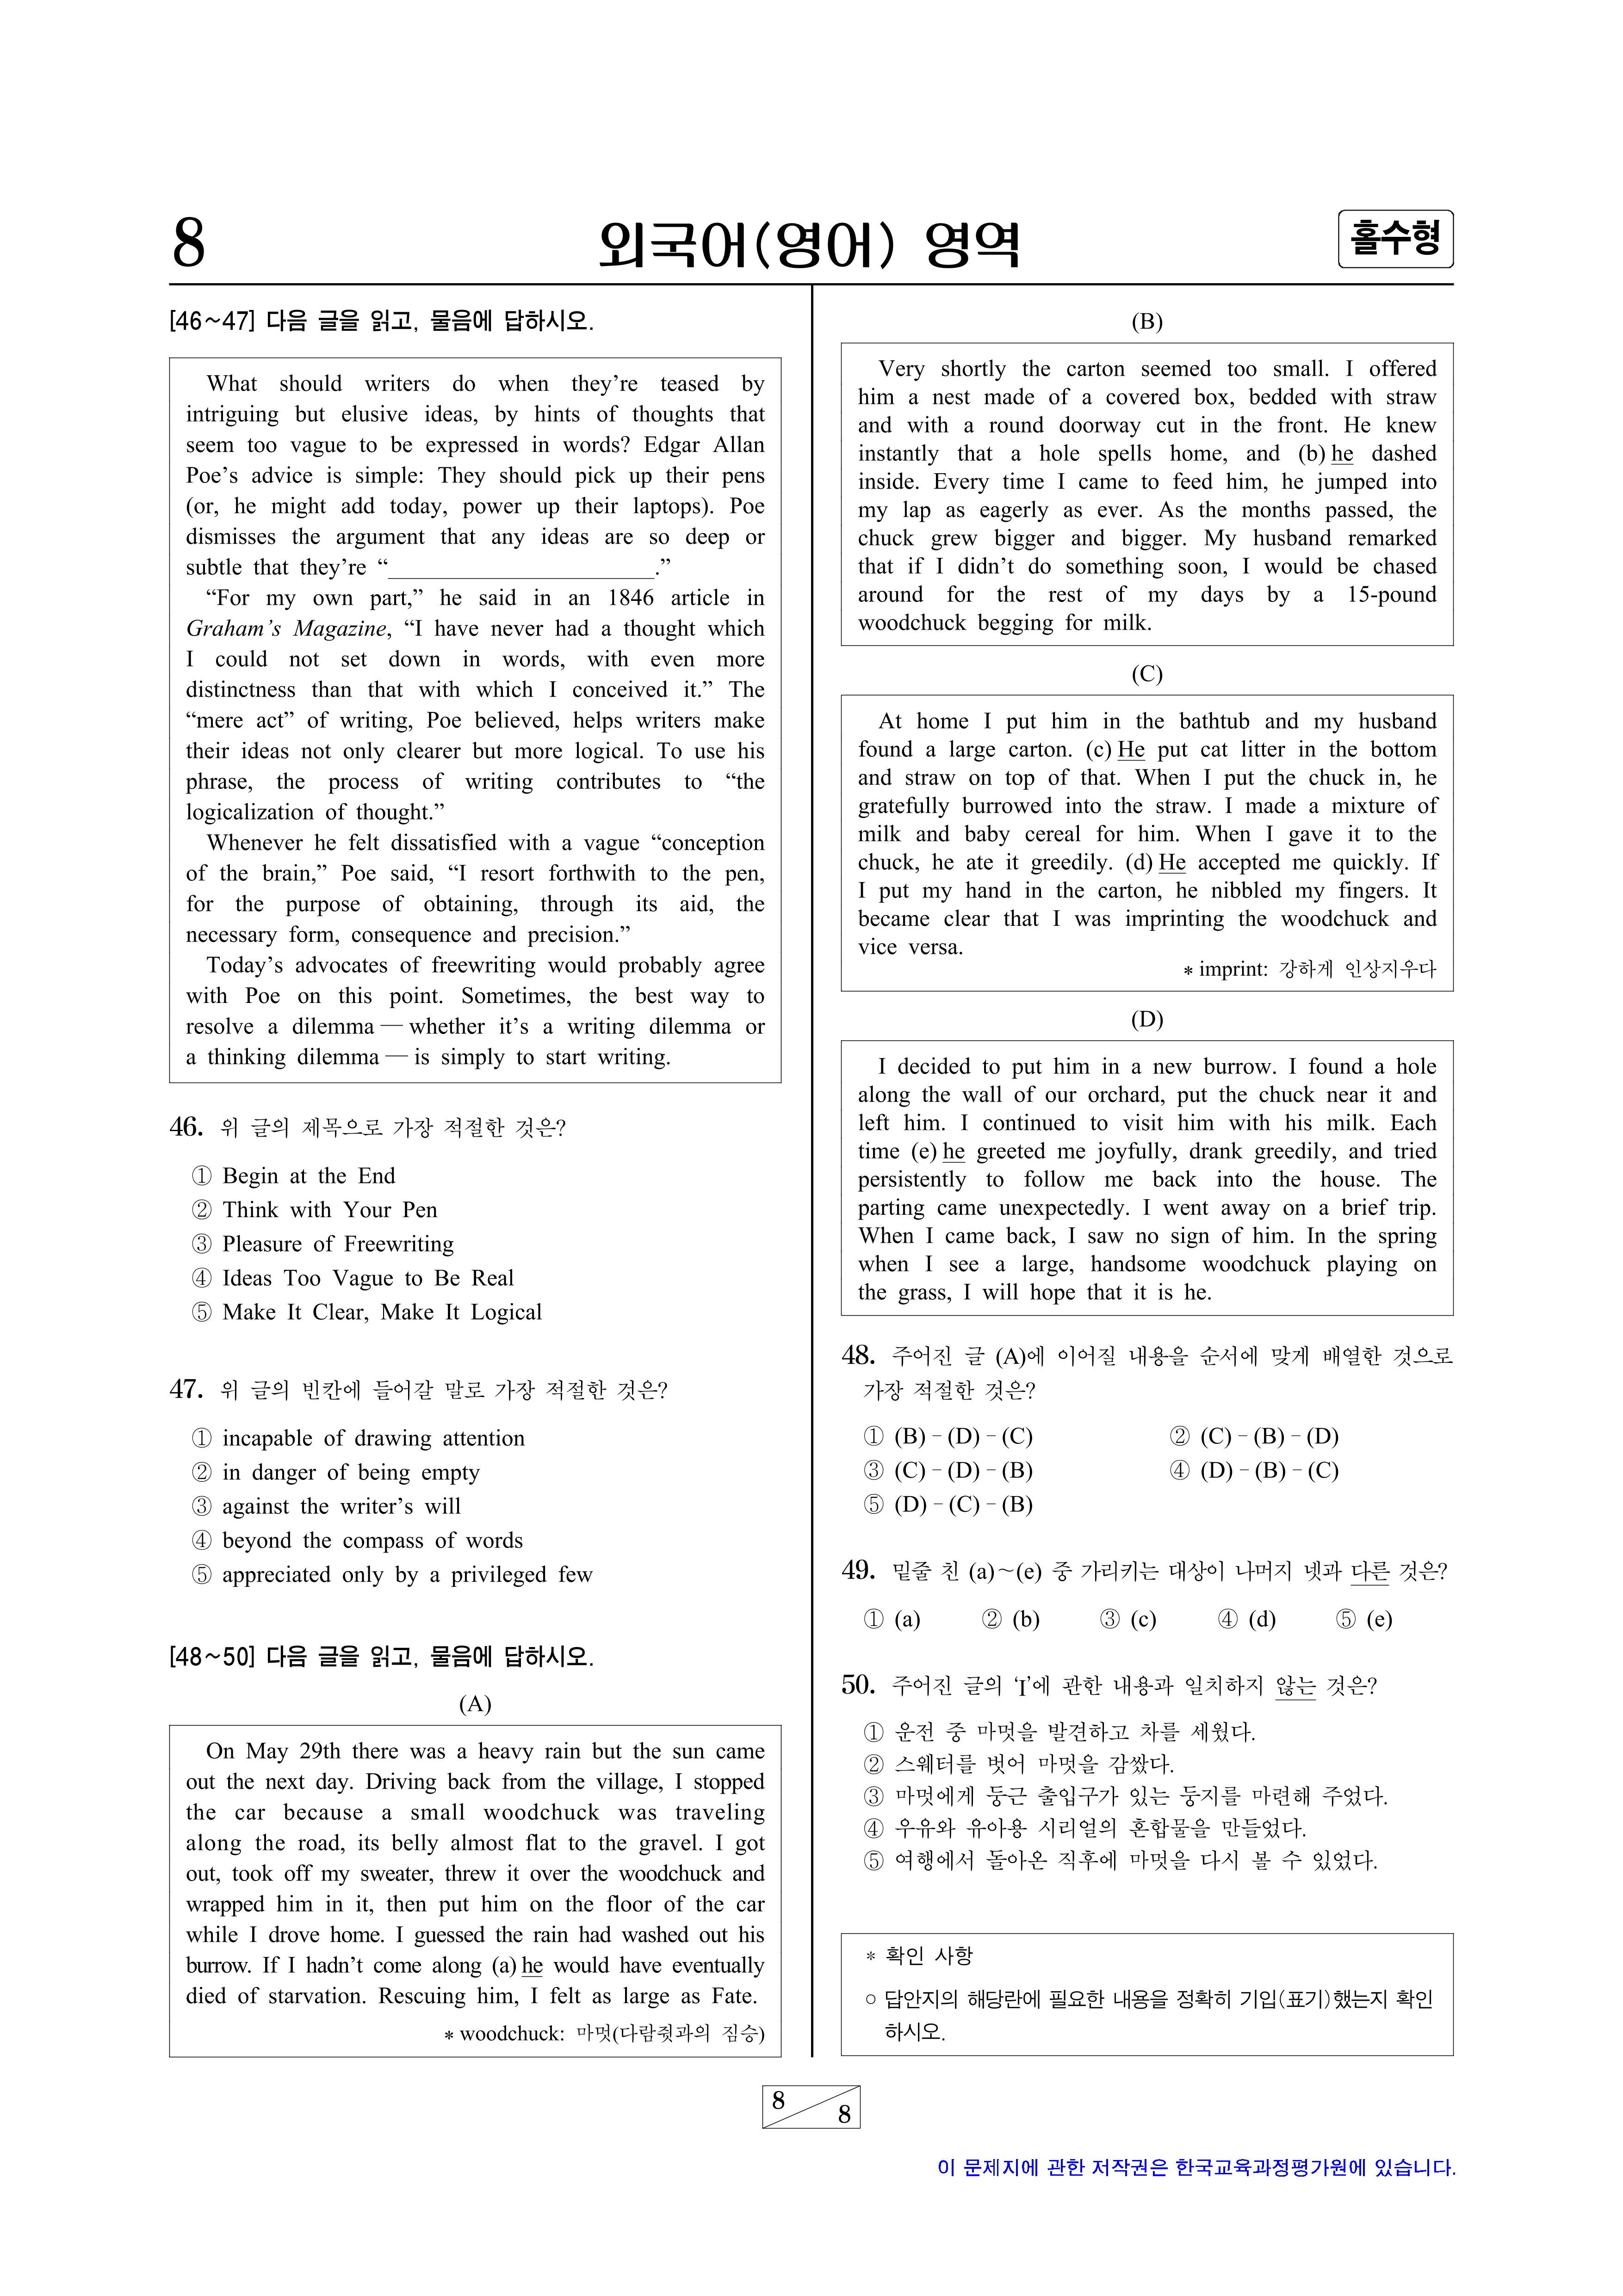 8
외국어(영어) 영역
홀수형
[46~47] 다음 글을 읽고, 물음에 답하시오.
What should writers do when they're teased by
intriguing but elusive ideas, by hints of thoughts that
seem too vague to be expressed in words? Edgar Allan
Poe's advice is simple: They should pick up their pens
(or, he might add today, power up their laptops). Poe
dismisses the argument that any ideas are so deep or
subtle that they're “______________________.”
“For my own part,” he said in an 1846 article in
Graham's Magazine, “I have never had a thought which
I could not set down in words, with even more
distinctness than that with which I conceived it.” The
“mere act” of writing, Poe believed, helps writers make
their ideas not only clearer but more logical. To use his
phrase, the process of writing contributes to “the
logicalization of thought.”
Whenever he felt dissatisfied with a vague “conception
of the brain,” Poe said, “I resort forthwith to the pen,
for the purpose of obtaining, through its aid, the
necessary form, consequence and precision.”
Today's advocates of freewriting would probably agree
with Poe on this point. Sometimes, the best way to
resolve a dilemma — whether it's a writing dilemma or
a thinking dilemma — is simply to start writing.
46. 위 글의 제목으로 가장 적절한 것은?
① Begin at the End
② Think with Your Pen
③ Pleasure of Freewriting
④ Ideas Too Vague to Be Real
⑤ Make It Clear, Make It Logical
47. 위 글의 빈칸에 들어갈 말로 가장 적절한 것은?
① incapable of drawing attention
② in danger of being empty
③ against the writer's will
④ beyond the compass of words
⑤ appreciated only by a privileged few
[48~50] 다음 글을 읽고, 물음에 답하시오.
(A)
On May 29th there was a heavy rain but the sun came
out the next day. Driving back from the village, I stopped
the car because a small woodchuck was traveling
along the road, its belly almost flat to the gravel. I got
out, took off my sweater, threw it over the woodchuck and
wrapped him in it, then put him on the floor of the car
while I drove home. I guessed the rain had washed out his
burrow. If I hadn't come along (a) he would have eventually
died of starvation. Rescuing him, I felt as large as Fate.
* woodchuck: 마멋(다람쥣과의 짐승)
(B)
Very shortly the carton seemed too small. I offered
him a nest made of a covered box, bedded with straw
and with a round doorway cut in the front. He knew
instantly that a hole spells home, and (b) he dashed
inside. Every time I came to feed him, he jumped into
my lap as eagerly as ever. As the months passed, the
chuck grew bigger and bigger. My husband remarked
that if I didn't do something soon, I would be chased
around for the rest of my days by a 15-pound
woodchuck begging for milk.
(C)
At home I put him in the bathtub and my husband
found a large carton. (c) He put cat litter in the bottom
and straw on top of that. When I put the chuck in, he
gratefully burrowed into the straw. I made a mixture of
milk and baby cereal for him. When I gave it to the
chuck, he ate it greedily. (d) He accepted me quickly. If
I put my hand in the carton, he nibbled my fingers. It
became clear that I was imprinting the woodchuck and
vice versa.
* imprint: 강하게 인상지우다
(D)
I decided to put him in a new burrow. I found a hole
along the wall of our orchard, put the chuck near it and
left him. I continued to visit him with his milk. Each
time (e) he greeted me joyfully, drank greedily, and tried
persistently to follow me back into the house. The
parting came unexpectedly. I went away on a brief trip.
When I came back, I saw no sign of him. In the spring
when I see a large, handsome woodchuck playing on
the grass, I will hope that it is he.
48. 주어진 글 (A)에 이어질 내용을 순서에 맞게 배열한 것으로
가장 적절한 것은?
① (B) - (D) - (C) ② (C) - (B) - (D)
③ (C) - (D) - (B) ④ (D) - (B) - (C)
⑤ (D) - (C) - (B)
49. 밑줄 친 (a)~(e) 중 가리키는 대상이 나머지 넷과 다른 것은?
① (a) ② (b) ③ (c) ④ (d) ⑤ (e)
50. 주어진 글의 ‘I’에 관한 내용과 일치하지 않는 것은?
① 운전 중 마멋을 발견하고 차를 세웠다.
② 스웨터를 벗어 마멋을 감쌌다.
③ 마멋에게 둥근 출입구가 있는 둥지를 마련해 주었다.
④ 우유와 유아용 시리얼의 혼합물을 만들었다.
⑤ 여행에서 돌아온 직후에 마멋을 다시 볼 수 있었다.
* 확인 사항
○ 답안지의 해당란에 필요한 내용을 정확히 기입(표기)했는지 확인
하시오.
8
8
이 문제지에 관한 저작권은 한국교육과정평가원에 있습니다.